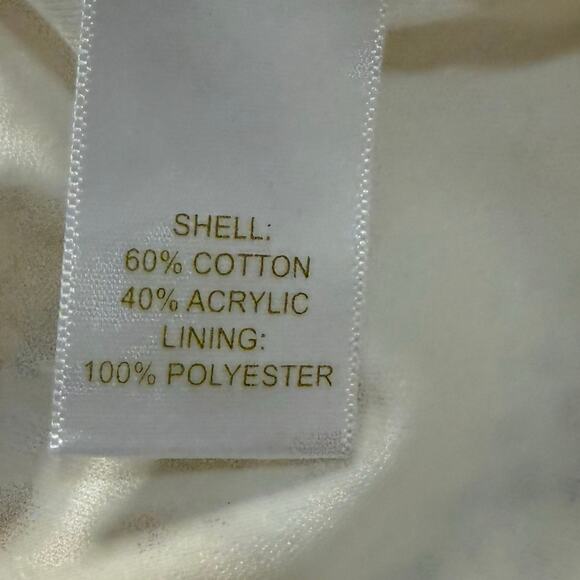 SHELL:
60% COTTON
40% ACRYLIC
LINING:
100% POLYESTER